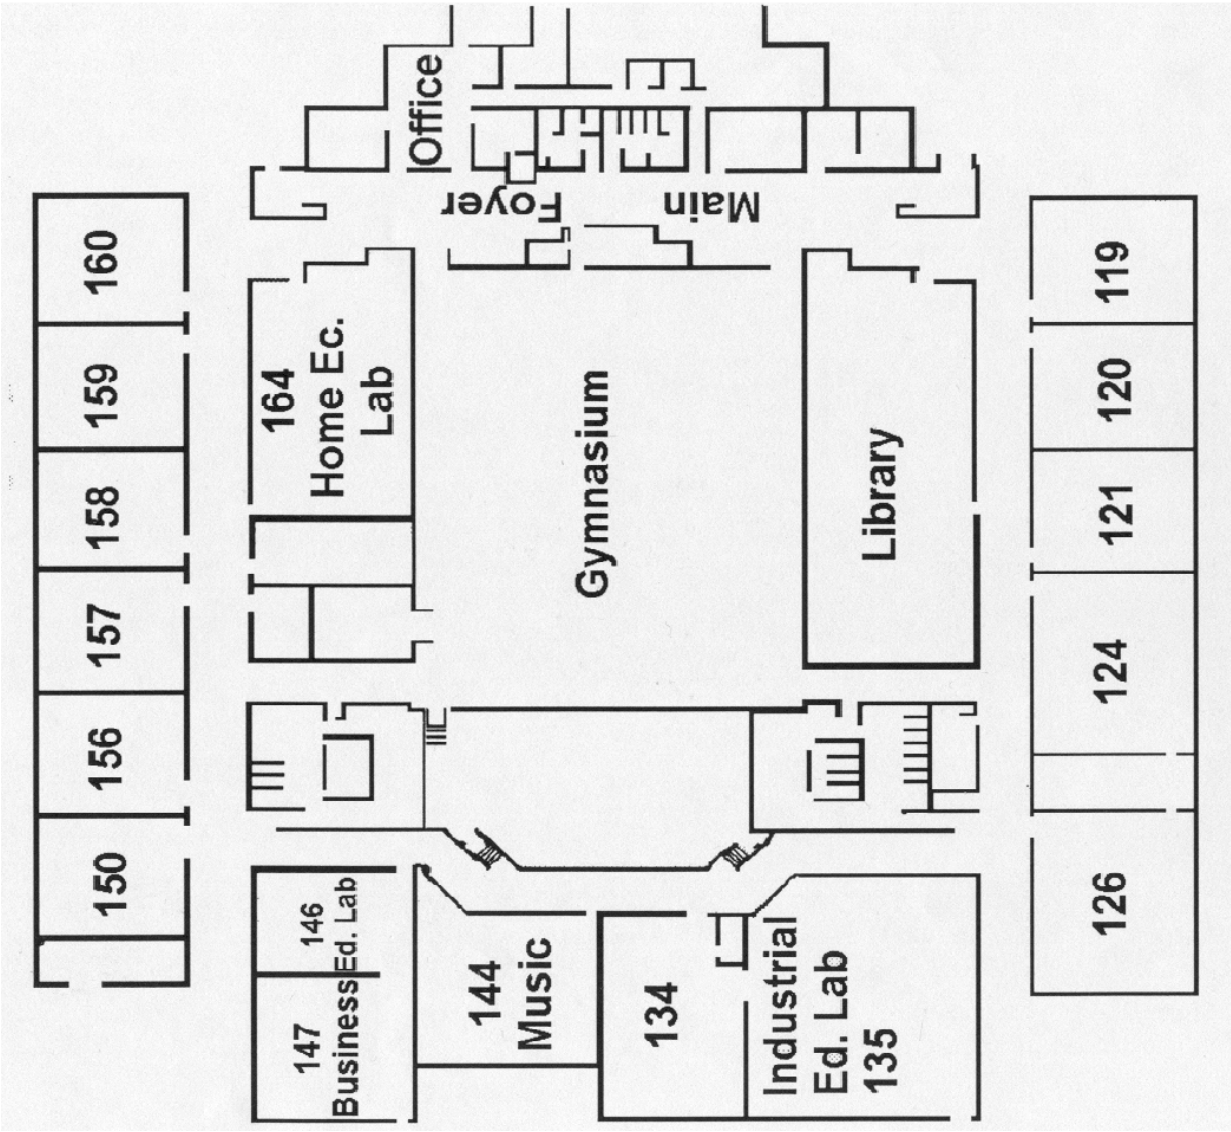 Office
Main
Foyer
160
159
158
157
156
150
164
Home Ec.
Lab
Gymnasium
Library
119
120
121
124
126
146
Ed. Lab
147
Business
144
Music
134
Industrial
Ed. Lab
135